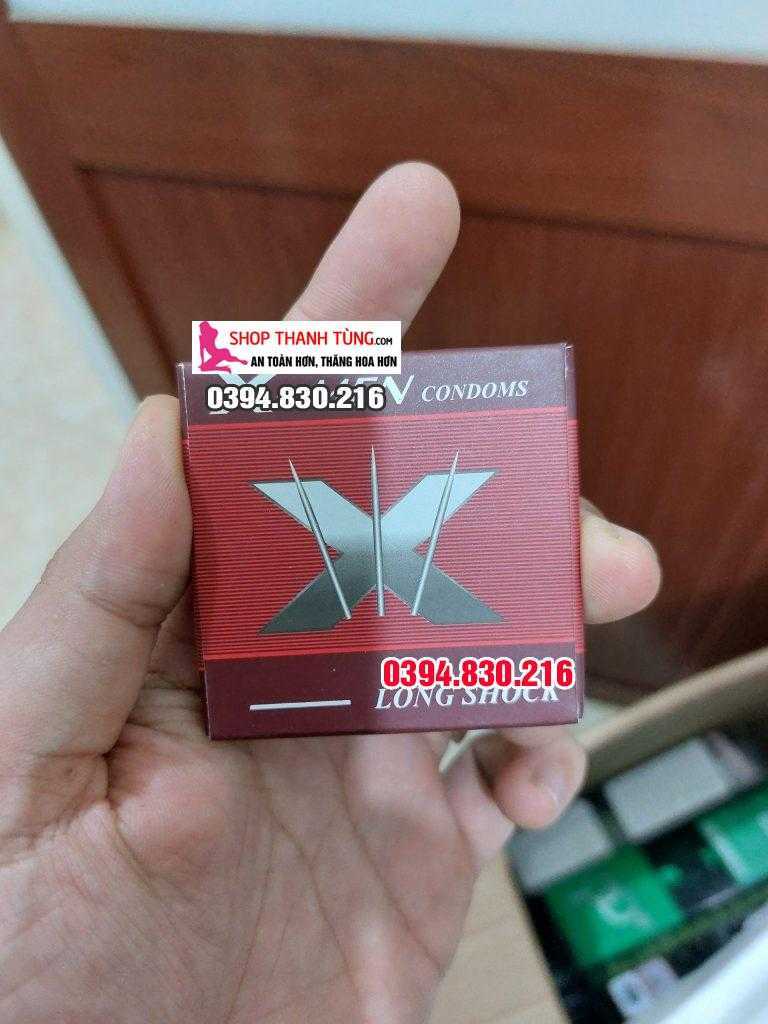 SHOP THANH TÙNG.COM
AN TOÀN HƠN, THĂNG HOA HƠN
0394.830.216
X-MEN CONDOMS
0394.830.216
LONG SHOCK